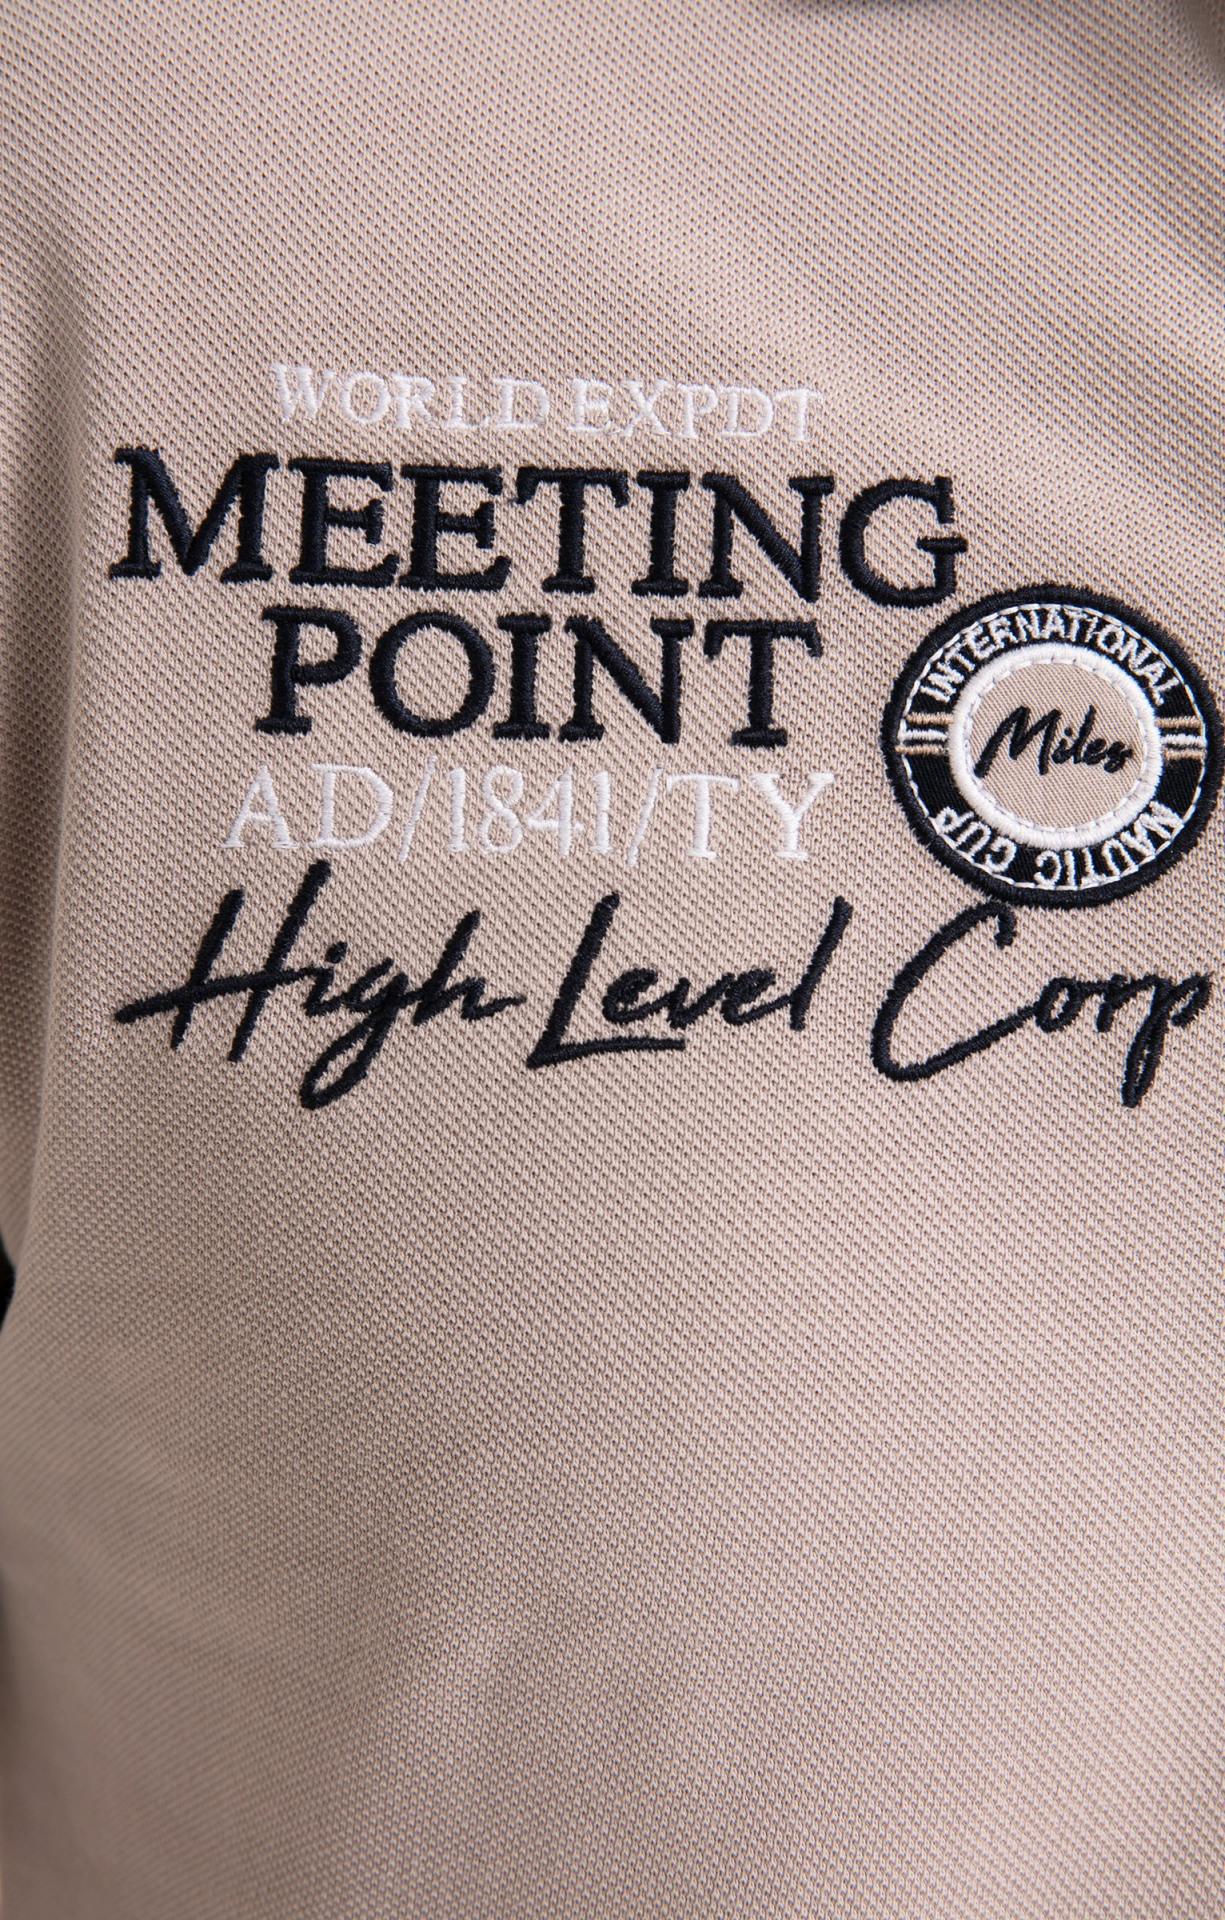 WORLD EXPDT
MEETING
POINT
INTERNATIONAL
Miles
NAUTIC CUP
AD/1841/TY
High Level Corp